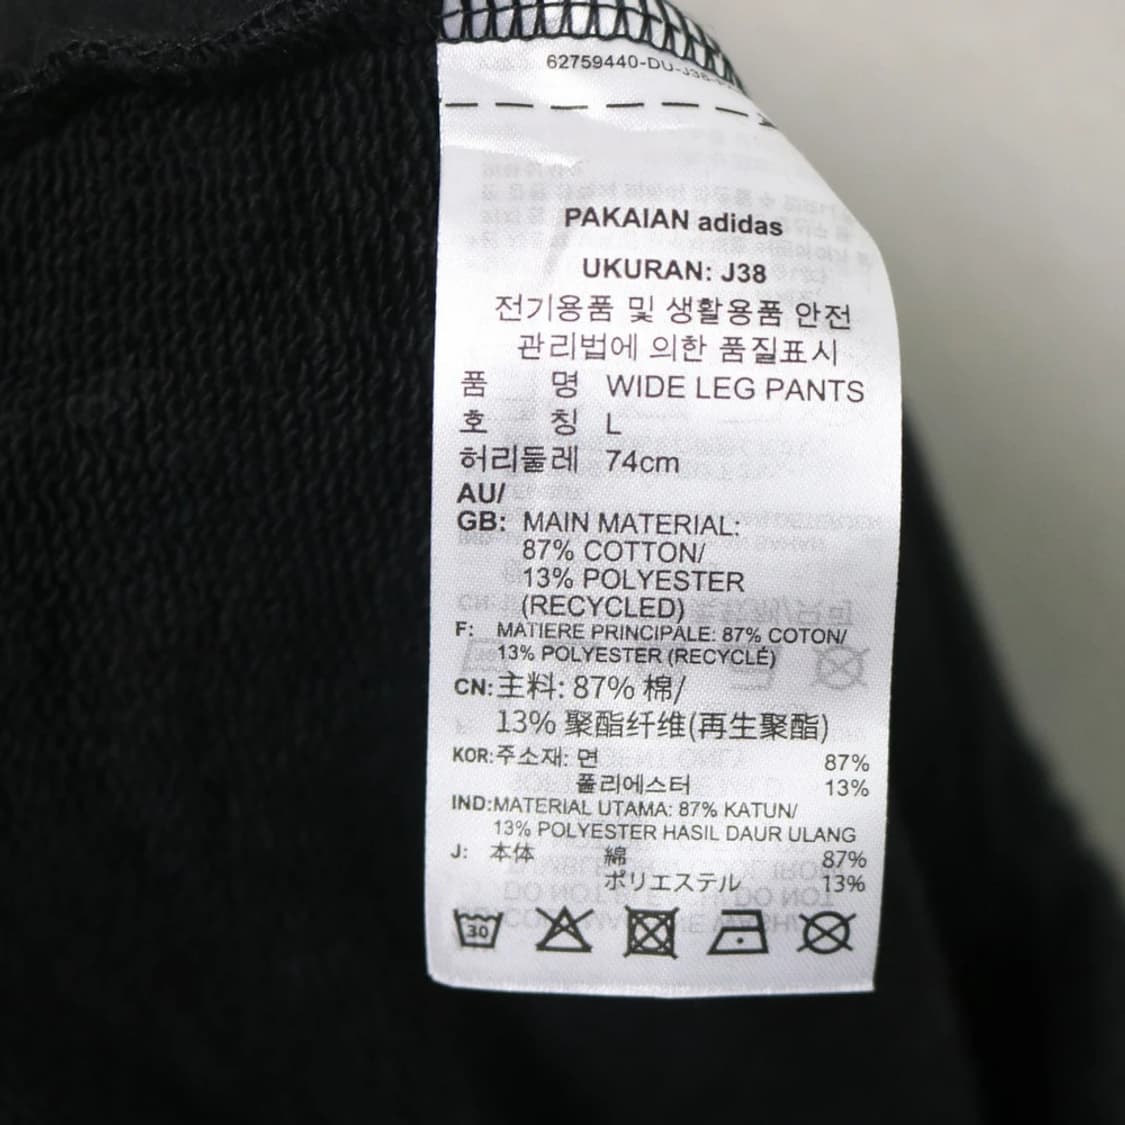 62759440-DU-J38
PAKAIAN adidas
UKURAN: J38
전기용품 및 생활용품 안전
관리법에 의한 품질표시
품 명 WIDE LEG PANTS
호 칭 L
허리둘레 74cm
AU/
GB: MAIN MATERIAL:
87% COTTON/
13% POLYESTER
(RECYCLED)
F: MATIERE PRINCIPALE: 87% COTON/
13% POLYESTER (RECYCLÉ)
CN: 主料: 87% 棉/
13% 聚酯纤维(再生聚酯)
KOR: 주소재: 면 87%
폴리에스터 13%
IND: MATERIAL UTAMA: 87% KATUN/
13% POLYESTER HASIL DAUR ULANG
J: 本体 綿 87%
ポリエステル 13%
30